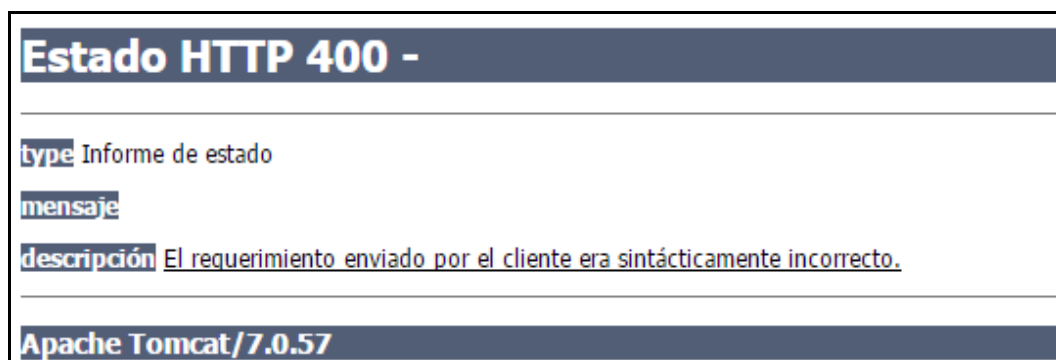 Estado HTTP 400 -
type Informe de estado
mensaje
descripción El requerimiento enviado por el cliente era sintácticamente incorrecto.
Apache Tomcat/7.0.57